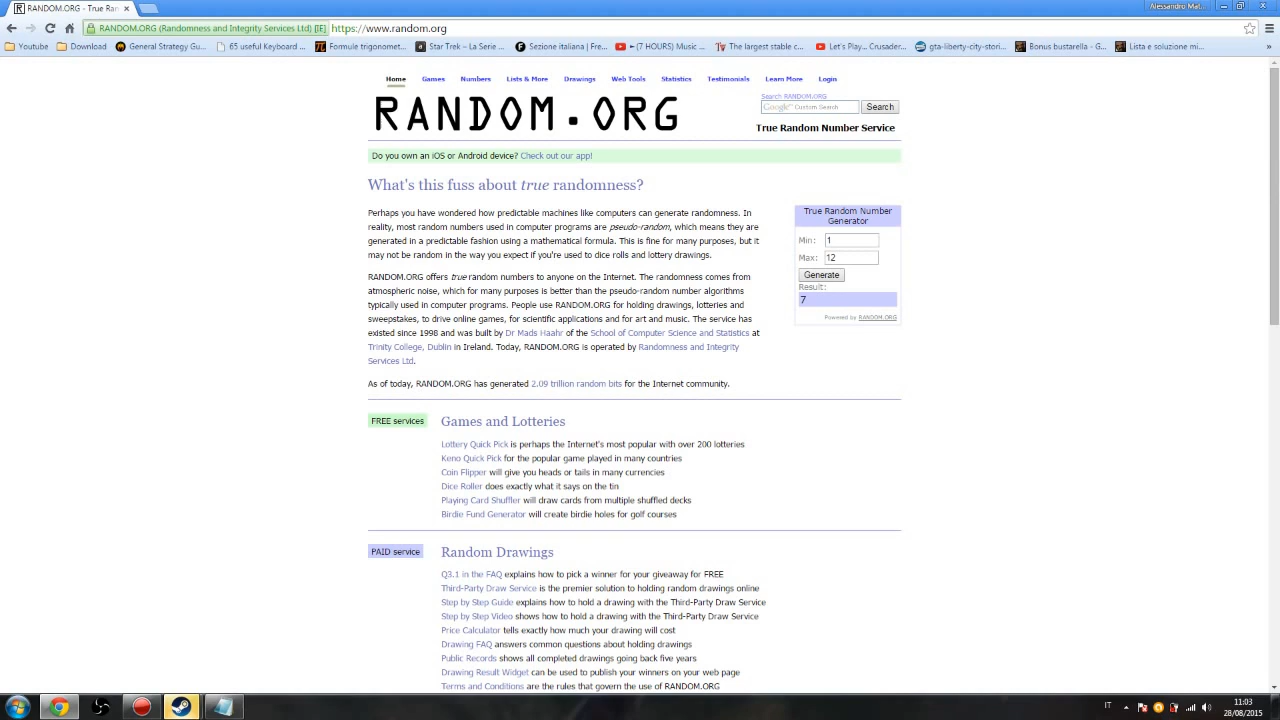 RANDOM.ORG - True Ran
Alessandro Mat...
RANDOM.ORG (Randomness and Integrity Services Ltd) [IE] https://www.random.org
Youtube Download General Strategy Gu... 65 useful Keyboard ... Formule trigonomet... Star Trek – La Serie ... Sezione italiana | Fo... (7 HOURS) Music ... The largest stable c... Let's Play... Crusader... gta-liberty-city-stori... Bonus bustarella - G... Lista e soluzione mi...
Home Games Numbers Lists & More Drawings Web Tools Statistics Testimonials Learn More Login
Search RANDOM.ORG
RANDOM.ORG
Google™ Custom Search Search
True Random Number Service
Do you own an iOS or Android device? Check out our app!
What's this fuss about true randomness?
Perhaps you have wondered how predictable machines like computers can generate randomness. In
reality, most random numbers used in computer programs are pseudo-random, which means they are
generated in a predictable fashion using a mathematical formula. This is fine for many purposes, but it
may not be random in the way you expect if you're used to dice rolls and lottery drawings.
RANDOM.ORG offers true random numbers to anyone on the Internet. The randomness comes from
atmospheric noise, which for many purposes is better than the pseudo-random number algorithms
typically used in computer programs. People use RANDOM.ORG for holding drawings, lotteries and
sweepstakes, to drive online games, for scientific applications and for art and music. The service has
existed since 1998 and was built by Dr Mads Haahr of the School of Computer Science and Statistics at
Trinity College, Dublin in Ireland. Today, RANDOM.ORG is operated by Randomness and Integrity
Services Ltd.
As of today, RANDOM.ORG has generated 2.09 trillion random bits for the Internet community.
True Random Number
Generator
Min: 1
Max: 12
Generate
Result:
7
Powered by RANDOM.ORG
FREE services
Games and Lotteries
Lottery Quick Pick is perhaps the Internet's most popular with over 200 lotteries
Keno Quick Pick for the popular game played in many countries
Coin Flipper will give you heads or tails in many currencies
Dice Roller does exactly what it says on the tin
Playing Card Shuffler will draw cards from multiple shuffled decks
Birdie Fund Generator will create birdie holes for golf courses
PAID service
Random Drawings
Q3.1 in the FAQ explains how to pick a winner for your giveaway for FREE
Third-Party Draw Service is the premier solution to holding random drawings online
Step by Step Guide explains how to hold a drawing with the Third-Party Draw Service
Step by Step Video shows how to hold a drawing with the Third-Party Draw Service
Price Calculator tells exactly how much your drawing will cost
Drawing FAQ answers common questions about holding drawings
Public Records shows all completed drawings going back five years
Drawing Result Widget can be used to publish your winners on your web page
Terms and Conditions are the rules that govern the use of RANDOM.ORG
IT
11:03
28/08/2015